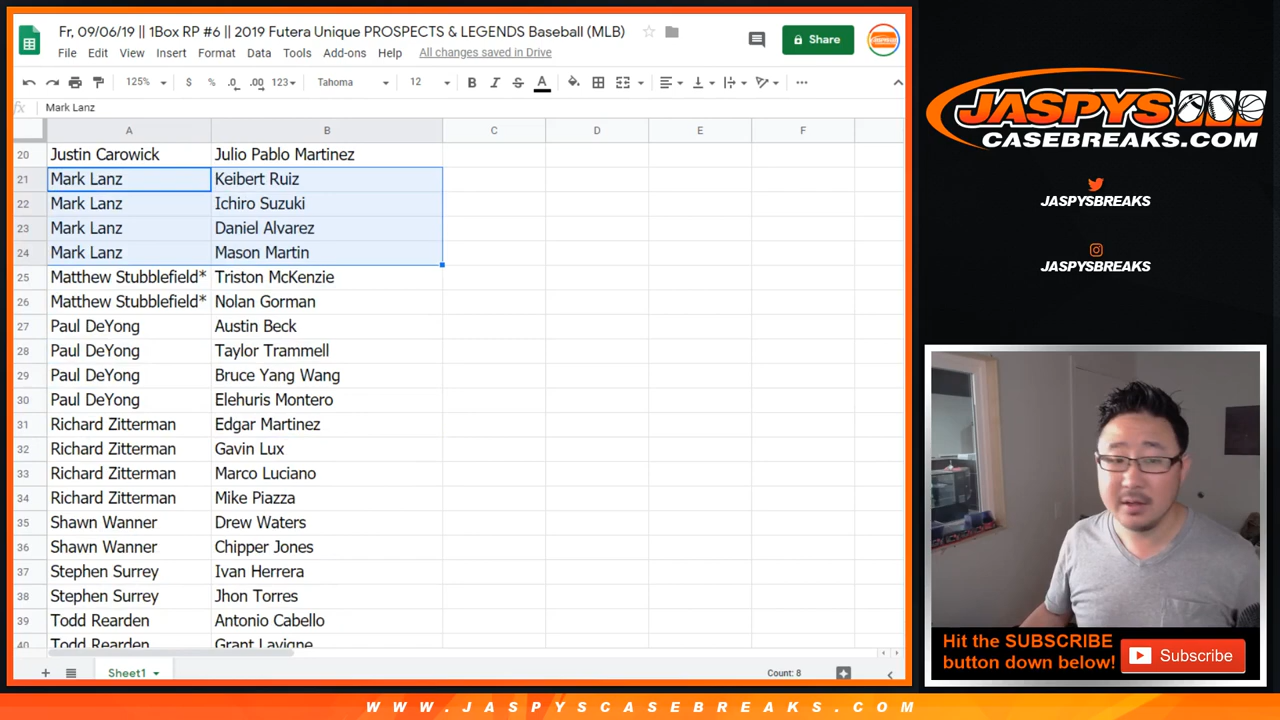 Fr, 09/06/19 || 1Box RP #6 || 2019 Futera Unique PROSPECTS & LEGENDS Baseball (MLB)
File Edit View Insert Format Data Tools Add-ons Help All changes saved in Drive
Share
125% $ % .0 .00 123 Tahoma 12 B I S A
fx Mark Lanz
A B C D E F
20 Justin Carowick Julio Pablo Martinez
21 Mark Lanz Keibert Ruiz
22 Mark Lanz Ichiro Suzuki
23 Mark Lanz Daniel Alvarez
24 Mark Lanz Mason Martin
25 Matthew Stubblefield* Triston McKenzie
26 Matthew Stubblefield* Nolan Gorman
27 Paul DeYong Austin Beck
28 Paul DeYong Taylor Trammell
29 Paul DeYong Bruce Yang Wang
30 Paul DeYong Elehuris Montero
31 Richard Zitterman Edgar Martinez
32 Richard Zitterman Gavin Lux
33 Richard Zitterman Marco Luciano
34 Richard Zitterman Mike Piazza
35 Shawn Wanner Drew Waters
36 Shawn Wanner Chipper Jones
37 Stephen Surrey Ivan Herrera
38 Stephen Surrey Jhon Torres
39 Todd Rearden Antonio Cabello
40 Todd Rearden Grant Lavigne
Sheet1
Count: 8
JASPYS
CASEBREAKS.COM
JASPYSBREAKS
JASPYSBREAKS
Hit the SUBSCRIBE
button down below!
Subscribe
WWW.JASPYSCASEBREAKS.COM